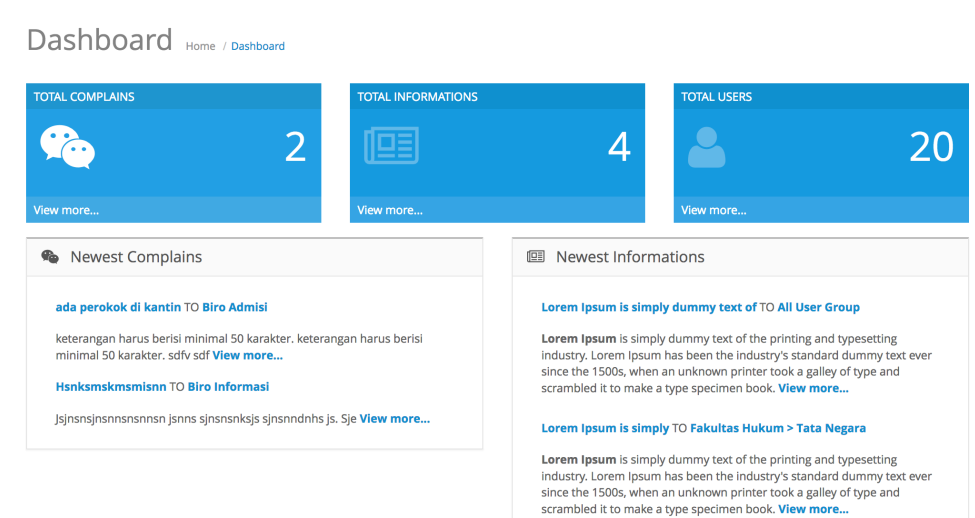 Dashboard Home / Dashboard
TOTAL COMPLAINS
2
View more...
TOTAL INFORMATIONS
4
View more...
TOTAL USERS
20
View more...
Newest Complains
ada perokok di kantin TO Biro Admisi
keterangan harus berisi minimal 50 karakter. keterangan harus berisi
minimal 50 karakter. sdfv sdf View more...
Hsnksmskmsmisnn TO Biro Informasi
Jsjnsnsjnsnnsnsnnsn jsnns sjnsnsnksjs sjnsnndnhs js. Sje View more...
Newest Informations
Lorem Ipsum is simply dummy text of TO All User Group
Lorem Ipsum is simply dummy text of the printing and typesetting
industry. Lorem Ipsum has been the industry's standard dummy text ever
since the 1500s, when an unknown printer took a galley of type and
scrambled it to make a type specimen book. View more...
Lorem Ipsum is simply TO Fakultas Hukum > Tata Negara
Lorem Ipsum is simply dummy text of the printing and typesetting
industry. Lorem Ipsum has been the industry's standard dummy text ever
since the 1500s, when an unknown printer took a galley of type and
scrambled it to make a type specimen book. View more...